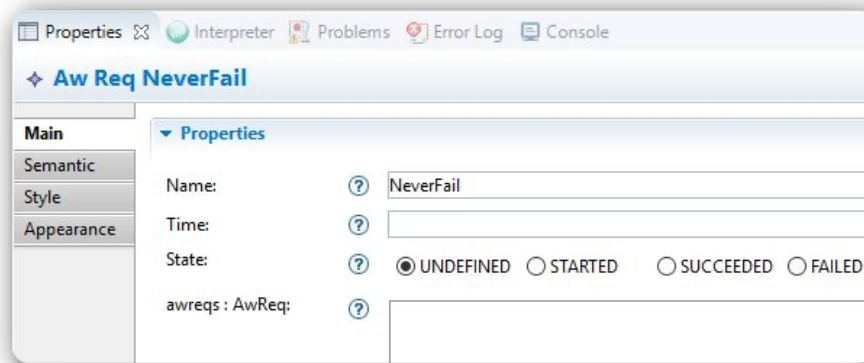 Properties Interpreter Problems Error Log Console
Aw Req NeverFail
Main
Properties
Semantic
Style
Appearance
Name: ? NeverFail
Time: ?
State: ? UNDEFINED STARTED SUCCEEDED FAILED
awreqs : AwReq: ?